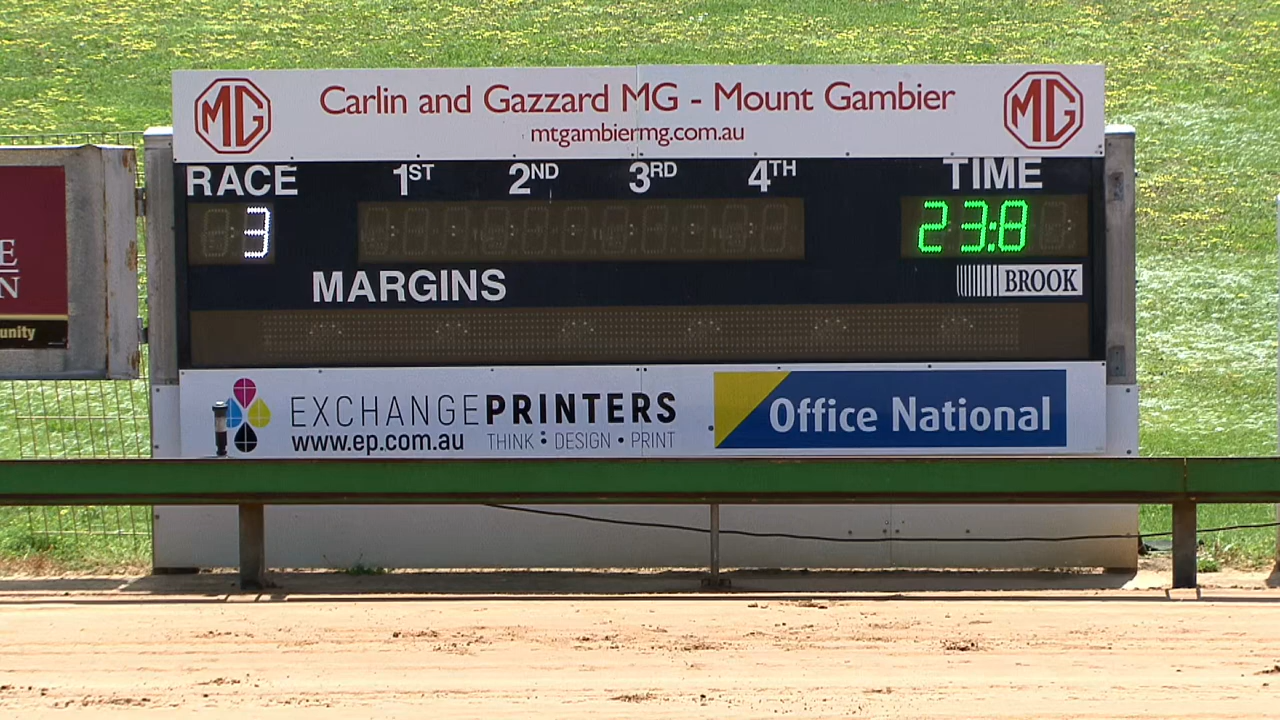 MG Carlin and Gazzard MG - Mount Gambier MG
mtgambiermg.com.au
RACE 1ST 2ND 3RD 4TH TIME
3 23:8
MARGINS BROOK
E
N
unity
EXCHANGEPRINTERS
www.ep.com.au THINK : DESIGN • PRINT
Office National